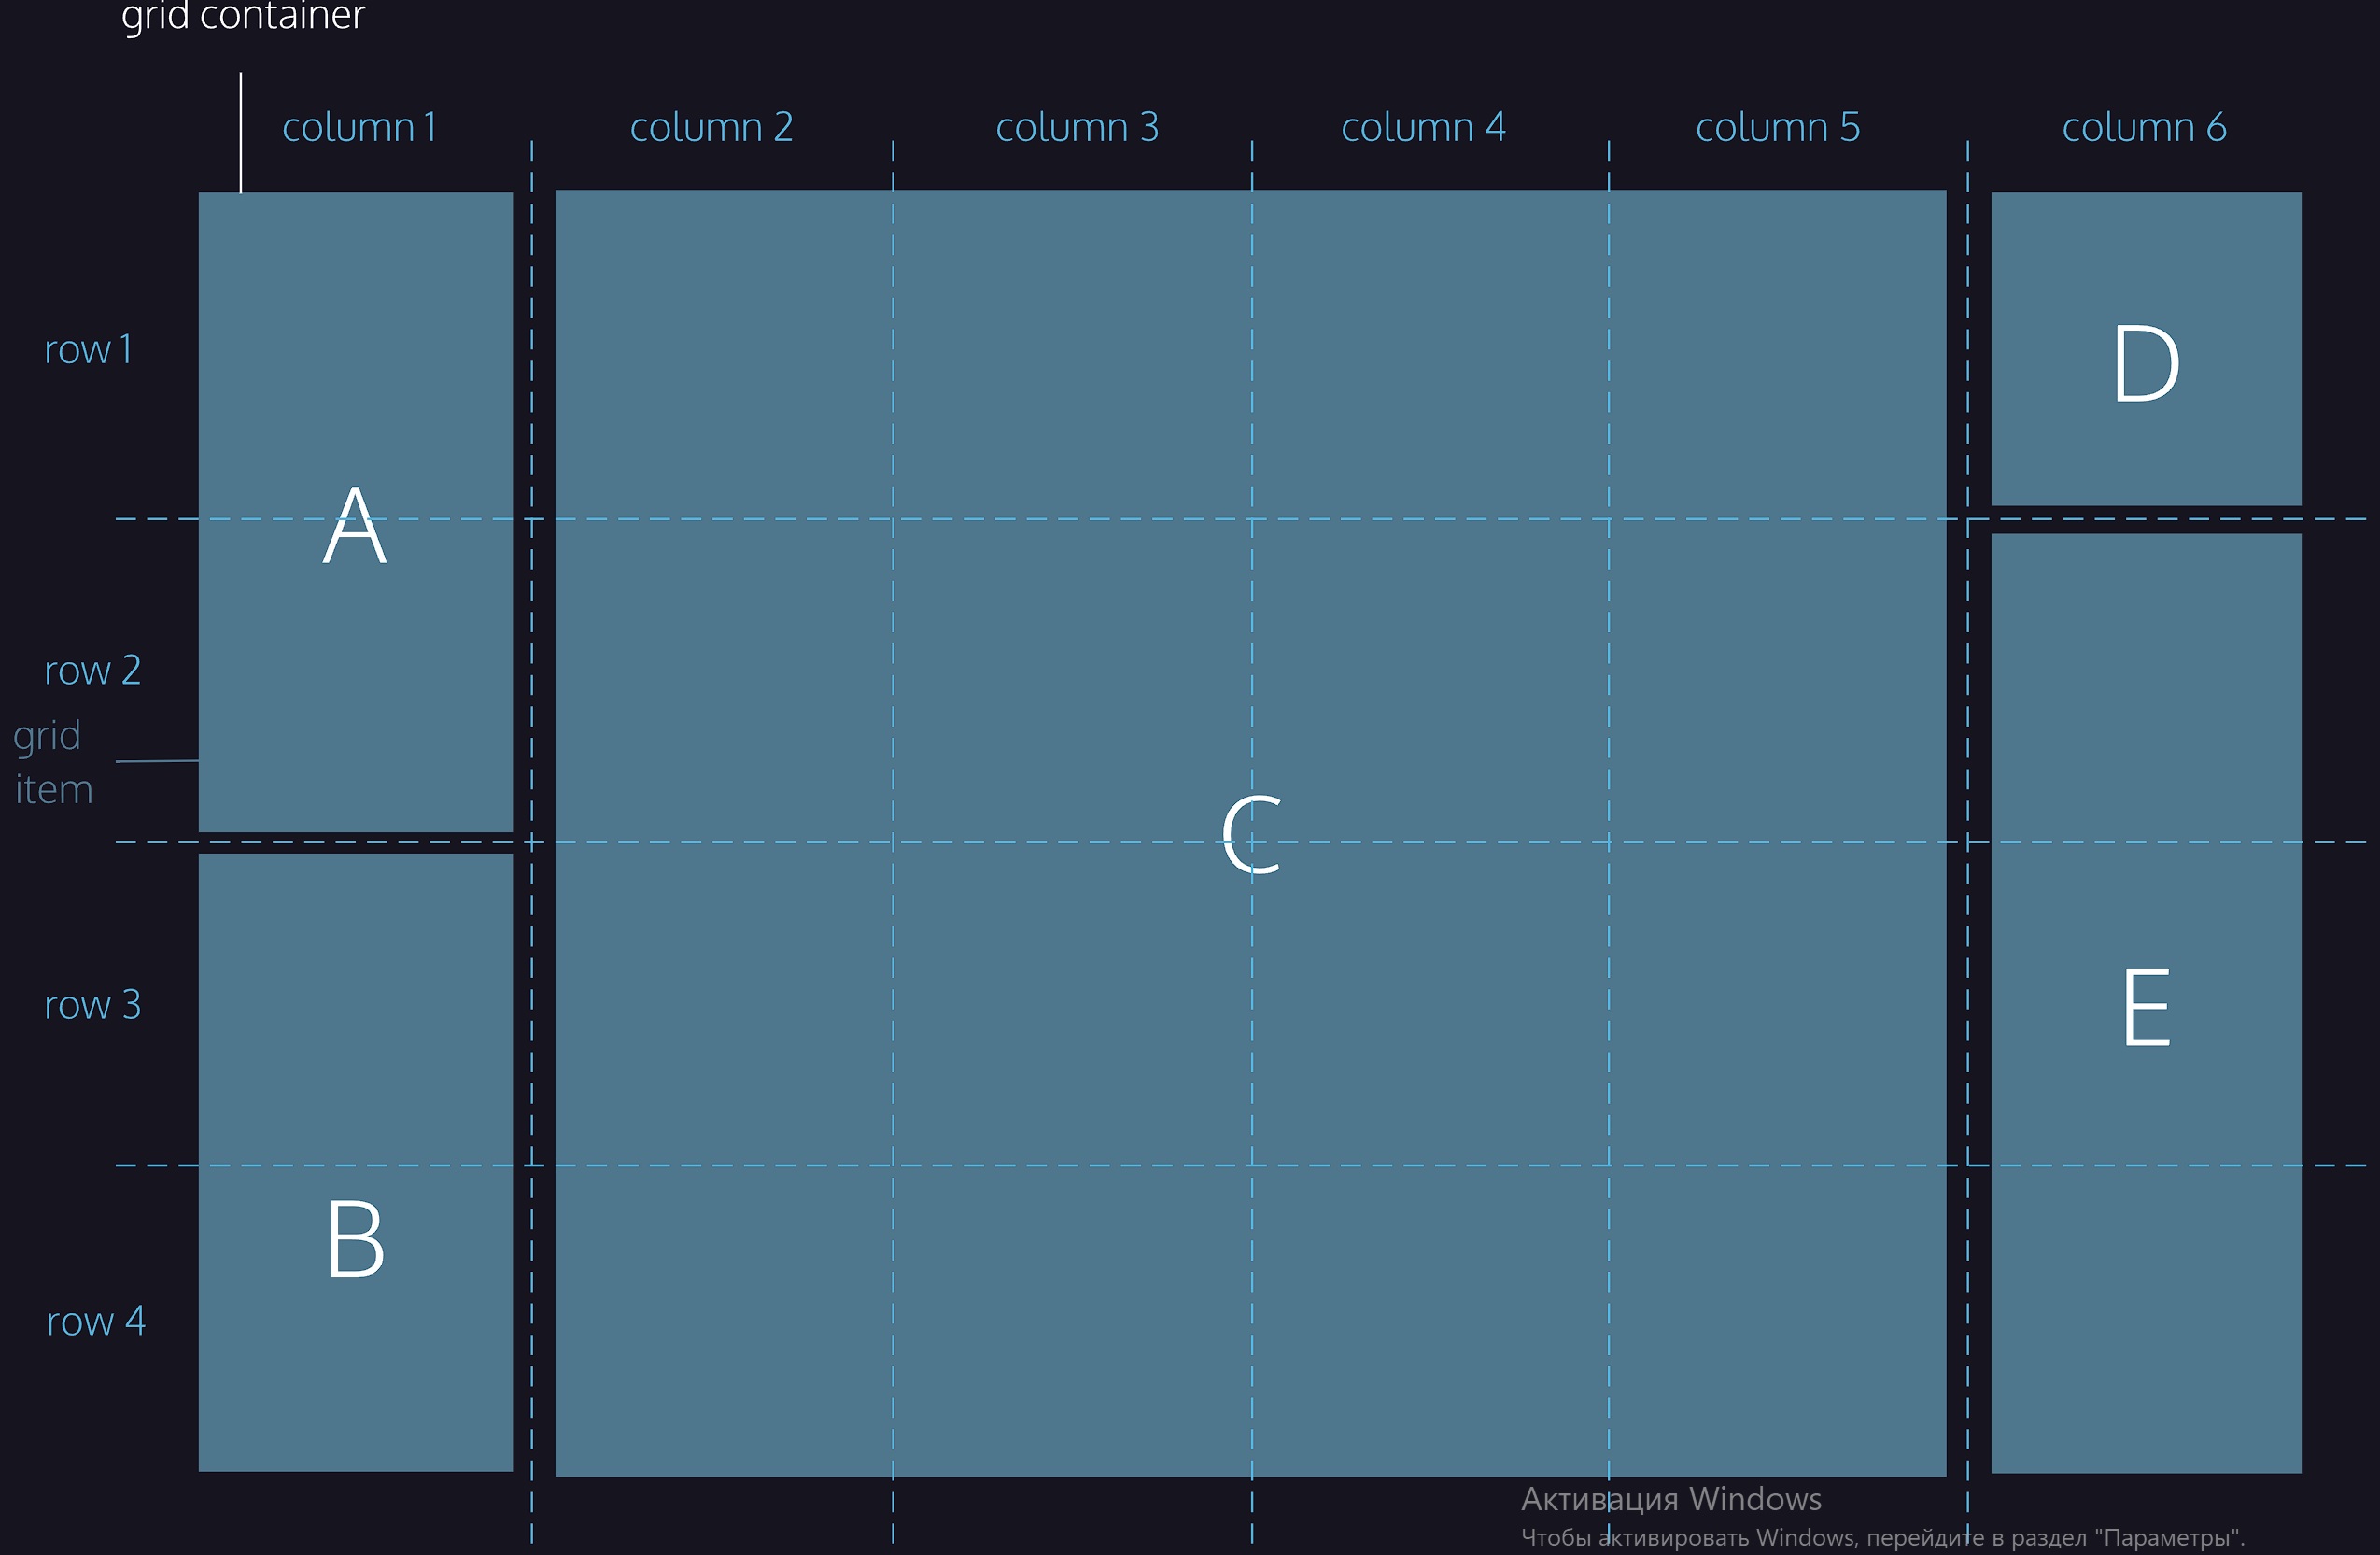 grid container
column 1
column 2
column 3
column 4
column 5
column 6
row 1
D
A
row 2
grid
item
C
row 3
E
B
row 4
Активация Windows
Чтобы активировать Windows, перейдите в раздел "Параметры".